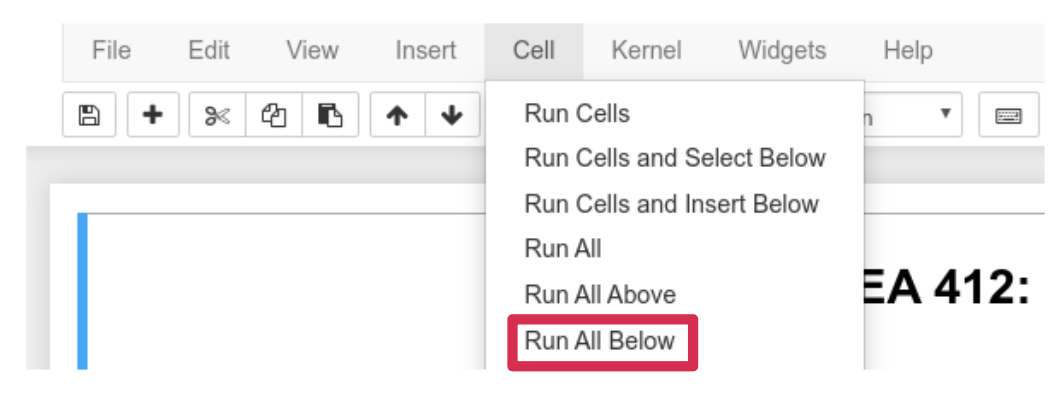 File Edit View Insert Cell Kernel Widgets Help
Run Cells
n
Run Cells and Select Below
Run Cells and Insert Below
Run All
EA 412:
Run All Above
Run All Below